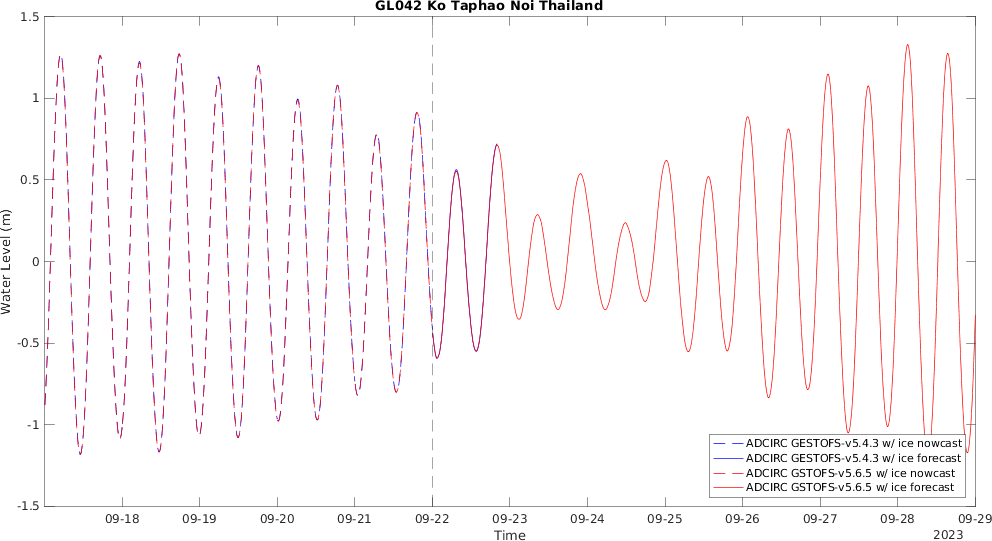 GL042 Ko Taphao Noi Thailand
1.5
1
0.5
0
-0.5
-1
-1.5
Water Level (m)
ADCIRC GESTOFS-v5.4.3 w/ ice nowcast
ADCIRC GESTOFS-v5.4.3 w/ ice forecast
ADCIRC GSTOFS-v5.6.5 w/ ice nowcast
ADCIRC GSTOFS-v5.6.5 w/ ice forecast
09-18 09-19 09-20 09-21 09-22 09-23 09-24 09-25 09-26 09-27 09-28 09-29
Time
2023